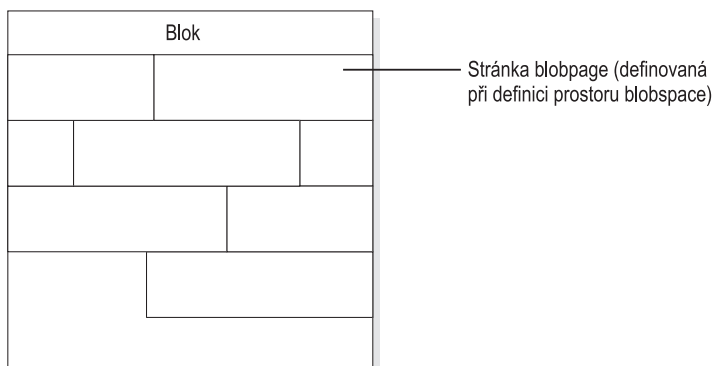 Blok
Stránka blobpage (definovaná
při definici prostoru blobspace)